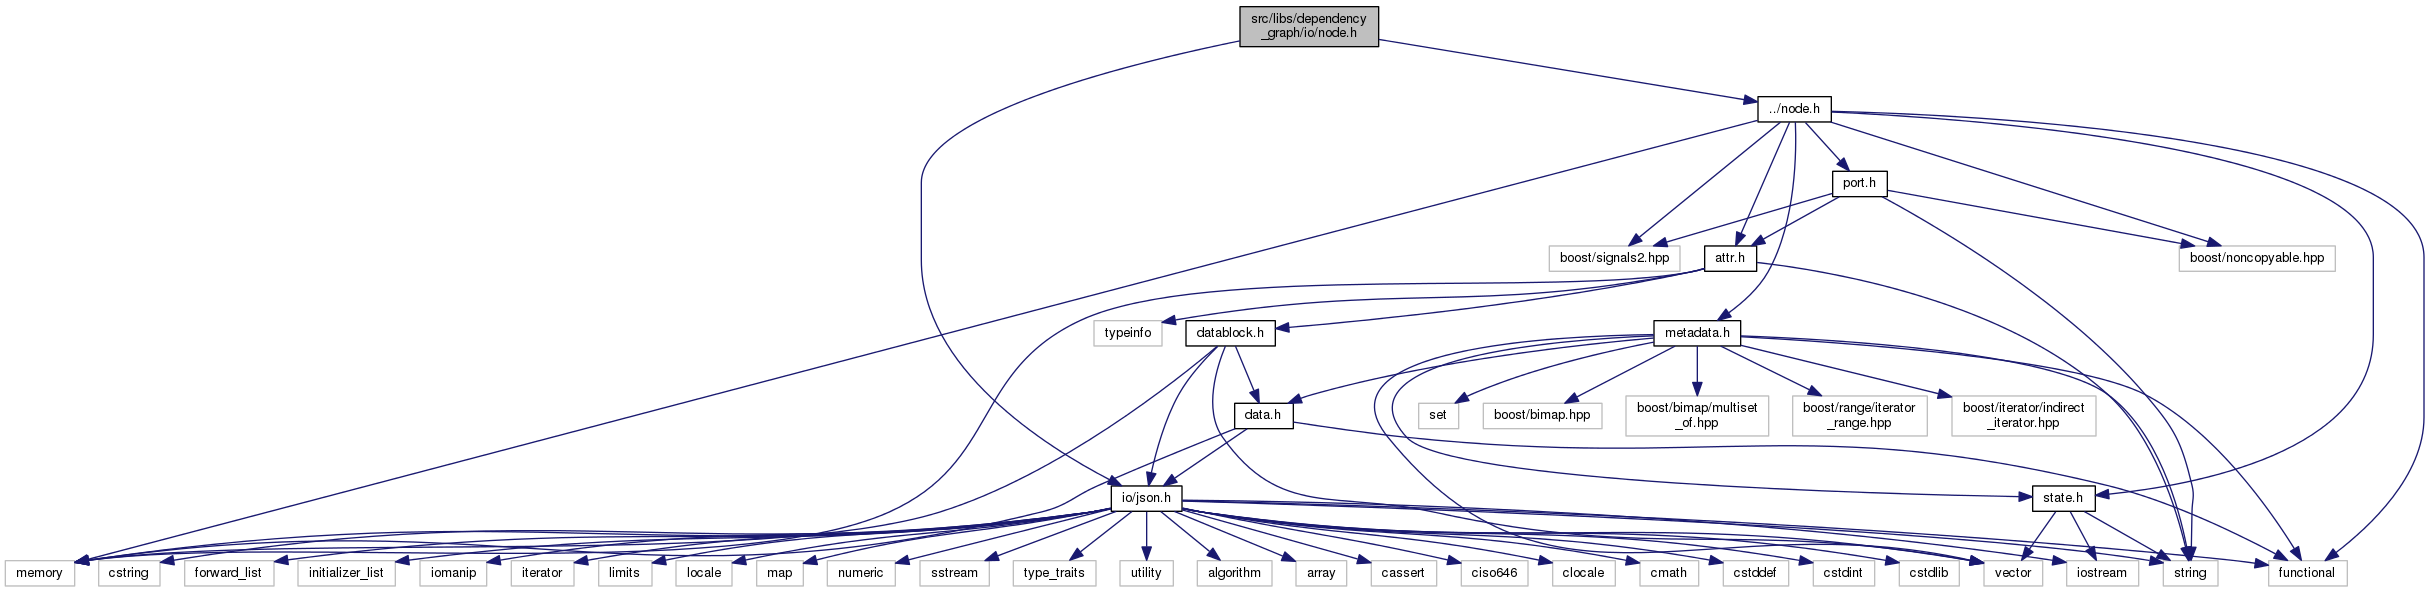 src/libs/dependency
_graph/io/node.h
../node.h
port.h
boost/signals2.hpp
attr.h
boost/noncopyable.hpp
typeinfo
datablock.h
metadata.h
data.h
set
boost/bimap.hpp
boost/bimap/multiset
_of.hpp
boost/range/iterator
_range.hpp
boost/iterator/indirect
_iterator.hpp
io/json.h
state.h
memory
cstring
forward_list
initializer_list
iomanip
iterator
limits
locale
map
numeric
sstream
type_traits
utility
algorithm
array
cassert
ciso646
clocale
cmath
cstddef
cstdint
cstdlib
vector
iostream
string
functional